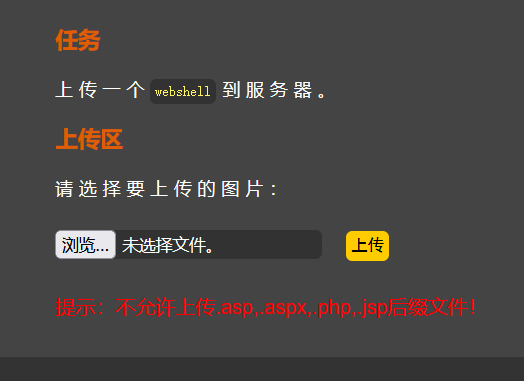 任务
上传一个 webshell 到服务器。
上传区
请选择要上传的图片：
浏览... 未选择文件。 上传
提示：不允许上传.asp,.aspx,.php,.jsp后缀文件！